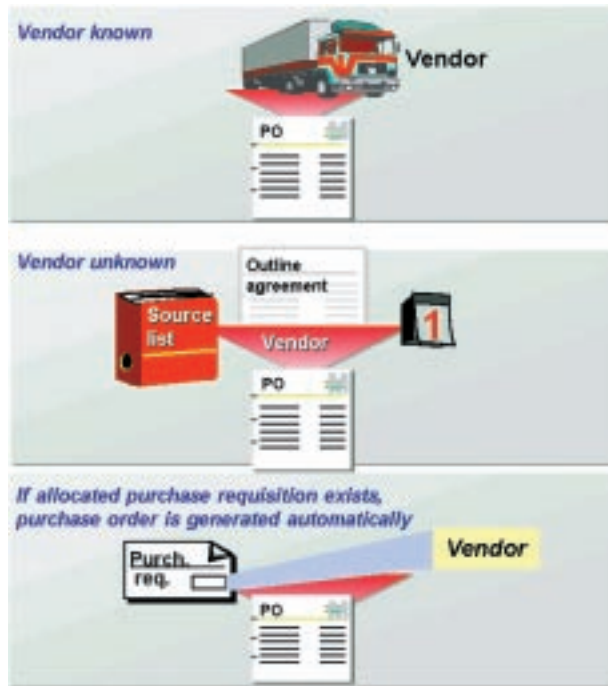 Vendor known
Vendor
PO
Vendor unknown
Outline
agreement
Source
list
Vendor
1
PO
If allocated purchase requisition exists,
purchase order is generated automatically
Purch.
req.
Vendor
PO